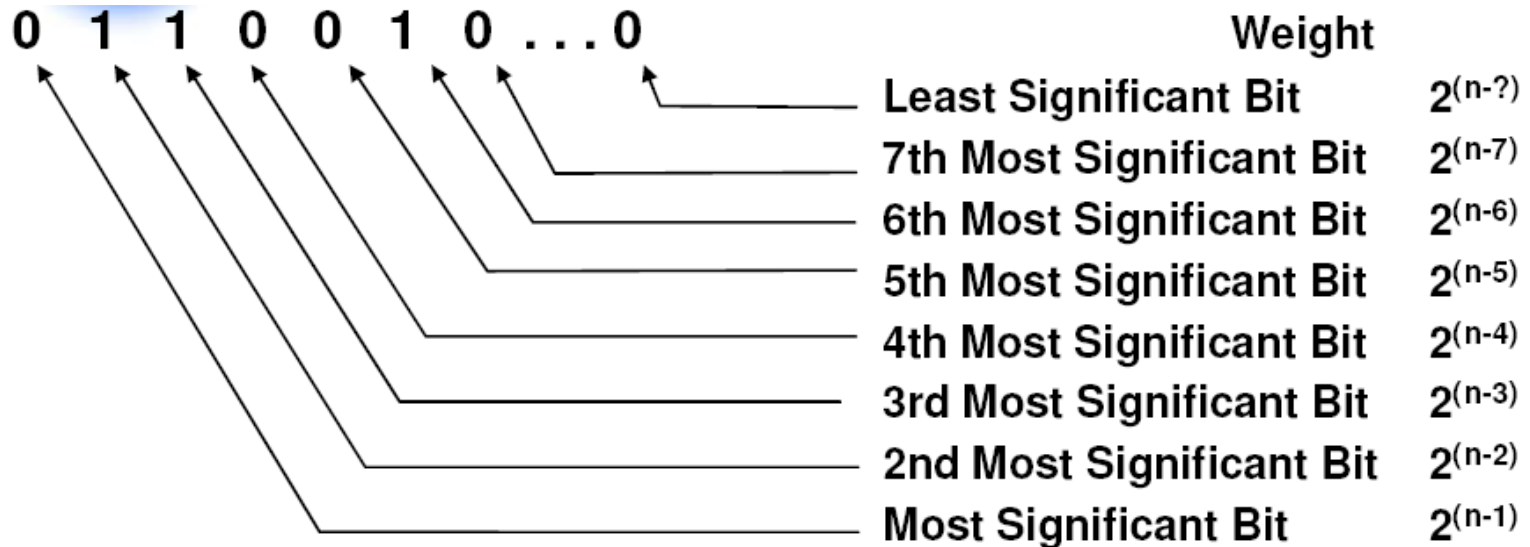 0 1 1 0 0 1 0 . . . 0 Weight
Least Significant Bit 2(n-?)
7th Most Significant Bit 2(n-7)
6th Most Significant Bit 2(n-6)
5th Most Significant Bit 2(n-5)
4th Most Significant Bit 2(n-4)
3rd Most Significant Bit 2(n-3)
2nd Most Significant Bit 2(n-2)
Most Significant Bit 2(n-1)